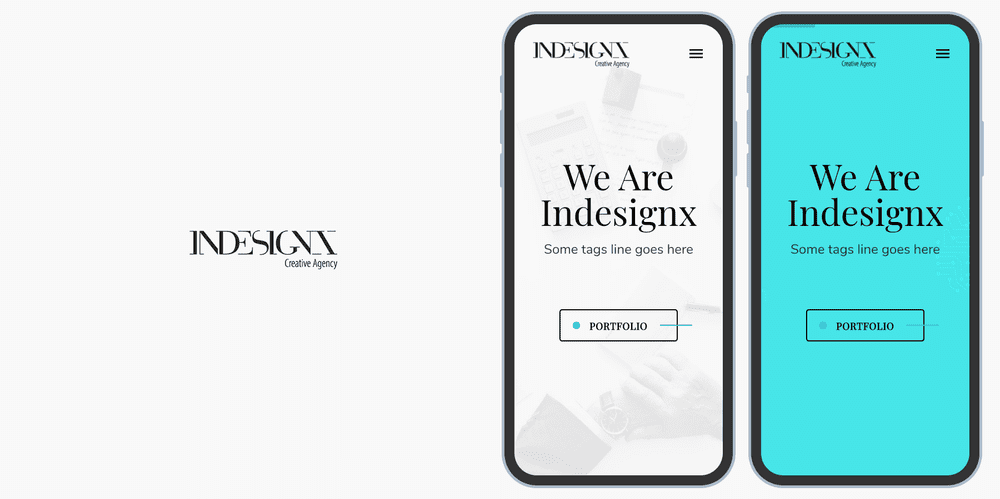 INDESIGNX
Creative Agency
INDESIGNX
Creative Agency
We Are
Indesignx
Some tags line goes here
PORTFOLIO
INDESIGNX
Creative Agency
We Are
Indesignx
Some tags line goes here
PORTFOLIO